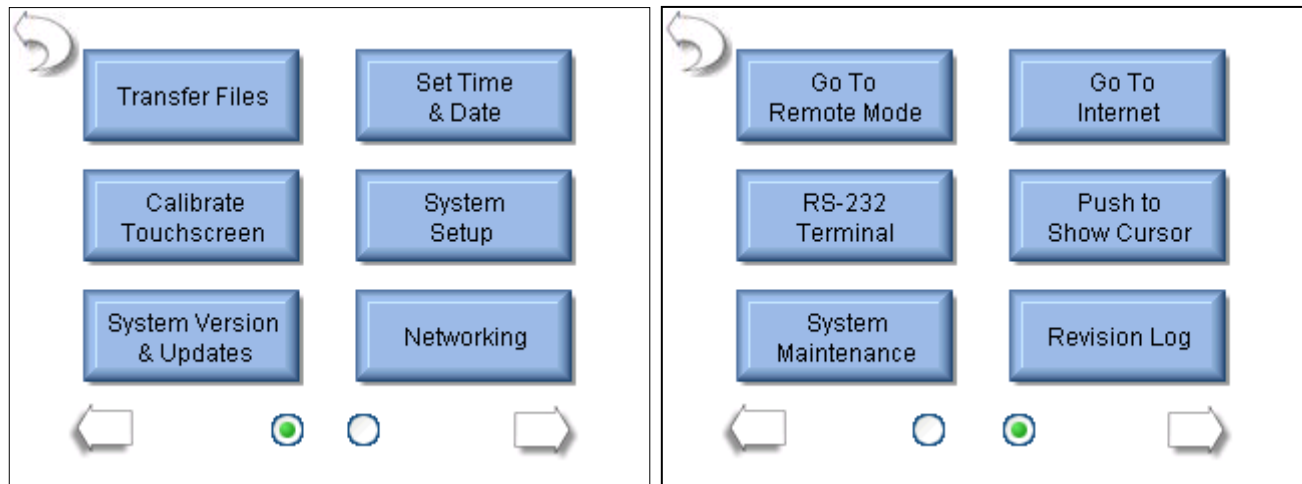 Transfer Files
Set Time
& Date
Calibrate
Touchscreen
System
Setup
System Version
& Updates
Networking
Go To
Remote Mode
Go To
Internet
RS-232
Terminal
Push to
Show Cursor
System
Maintenance
Revision Log